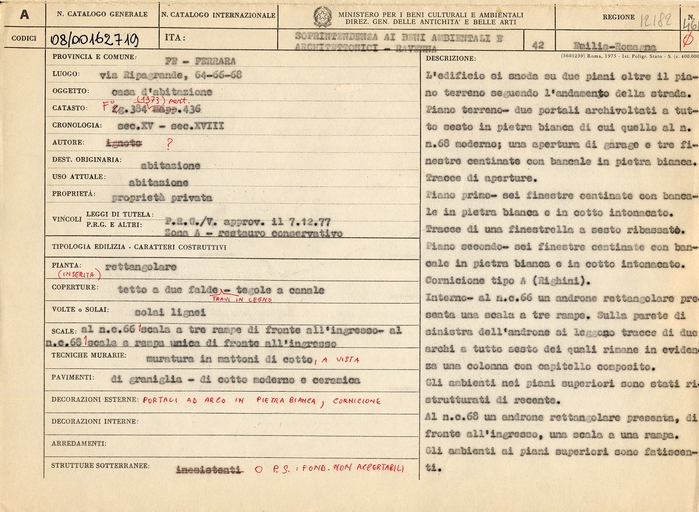 A
N. CATALOGO GENERALE
N. CATALOGO INTERNAZIONALE
MINISTERO PER I BENI CULTURALI E AMBIENTALI
DIREZ. GEN. DELLE ANTICHITA' E BELLE ARTI
REGIONE
12182
N.
CODICI
08/00162719
ITA:
SOPRINTENDENZA AI BENI AMBIENTALI E
ARCHITETTONICI - RAVENNA
42
Emilia-Romagna
PROVINCIA E COMUNE: FE - FERRARA
LUOGO: via Ripagrande, 64-66-68
OGGETTO: casa d'abitazione
(1973)
CATASTO: Fg. 384 mapp. 436
CRONOLOGIA: sec.XV - sec.XVIII
AUTORE: ignoto ?
DEST. ORIGINARIA: abitazione
USO ATTUALE: abitazione
PROPRIETÀ: proprietà privata
VINCOLI
LEGGI DI TUTELA:
P.R.G. E ALTRI: P.R.G./V. approv. il 7.12.77
Zona A - restauro conservativo
TIPOLOGIA EDILIZIA - CARATTERI COSTRUTTIVI
PIANTA: rettangolare
(INSERITA)
COPERTURE: tetto a due falde - tegole a canale
TRAVI IN LEGNO
VOLTE o SOLAI: solai lignei
SCALE: al n.c.66 scala a tre rampe di fronte all'ingresso- al
n.c.68 scala a rampa unica di fronte all'ingresso
TECNICHE MURARIE: muratura in mattoni di cotto, A VISTA
PAVIMENTI: di graniglia - di cotto moderno e ceramica
DECORAZIONI ESTERNE: PORTALI AD ARCO IN PIETRA BIANCA, CORNICIONE
DECORAZIONI INTERNE:
ARREDAMENTI:
STRUTTURE SOTTERRANEE: inesistenti O P.S.: FOND. NON ACCERTABILI
(3603239) Roma, 1975 - Ist. Poligr. Stato - S. (c. 400.000
DESCRIZIONE:
L'edificio si snoda su due piani oltre il pia-
no terreno seguendo l'andamento della strada.
Piano terreno- due portali archivoltati a tut-
to sesto in pietra bianca di cui quello al n.
n.68 moderno; una apertura di garage e tre fi-
nestre centinate con bancale in pietra bianca.
Tracce di aperture.
Piano primo- sei finestre centinate con banca-
le in pietra bianca e in cotto intonacato.
Tracce di una finestrella a sesto ribassato.
Piano secondo- sei finestre centinate con ban-
cale in pietra bianca e in cotto intonacato.
Cornicione tipo A (Righini).
Interno- al n.c.66 un androne rettangolare pre
senta una scala a tre rampe. Sulla parete di
sinistra dell'androne si leggono tracce di due
archi a tutto sesto dei quali rimane in eviden
za una colonna con capitello composito.
Gli ambienti nei piani superiori sono stati ri-
strutturati di recente.
Al n.c.68 un androne rettangolare presenta, di
fronte all'ingresso, una scala a una rampa.
Gli ambienti ai piani superiori sono fatiscen-
ti.